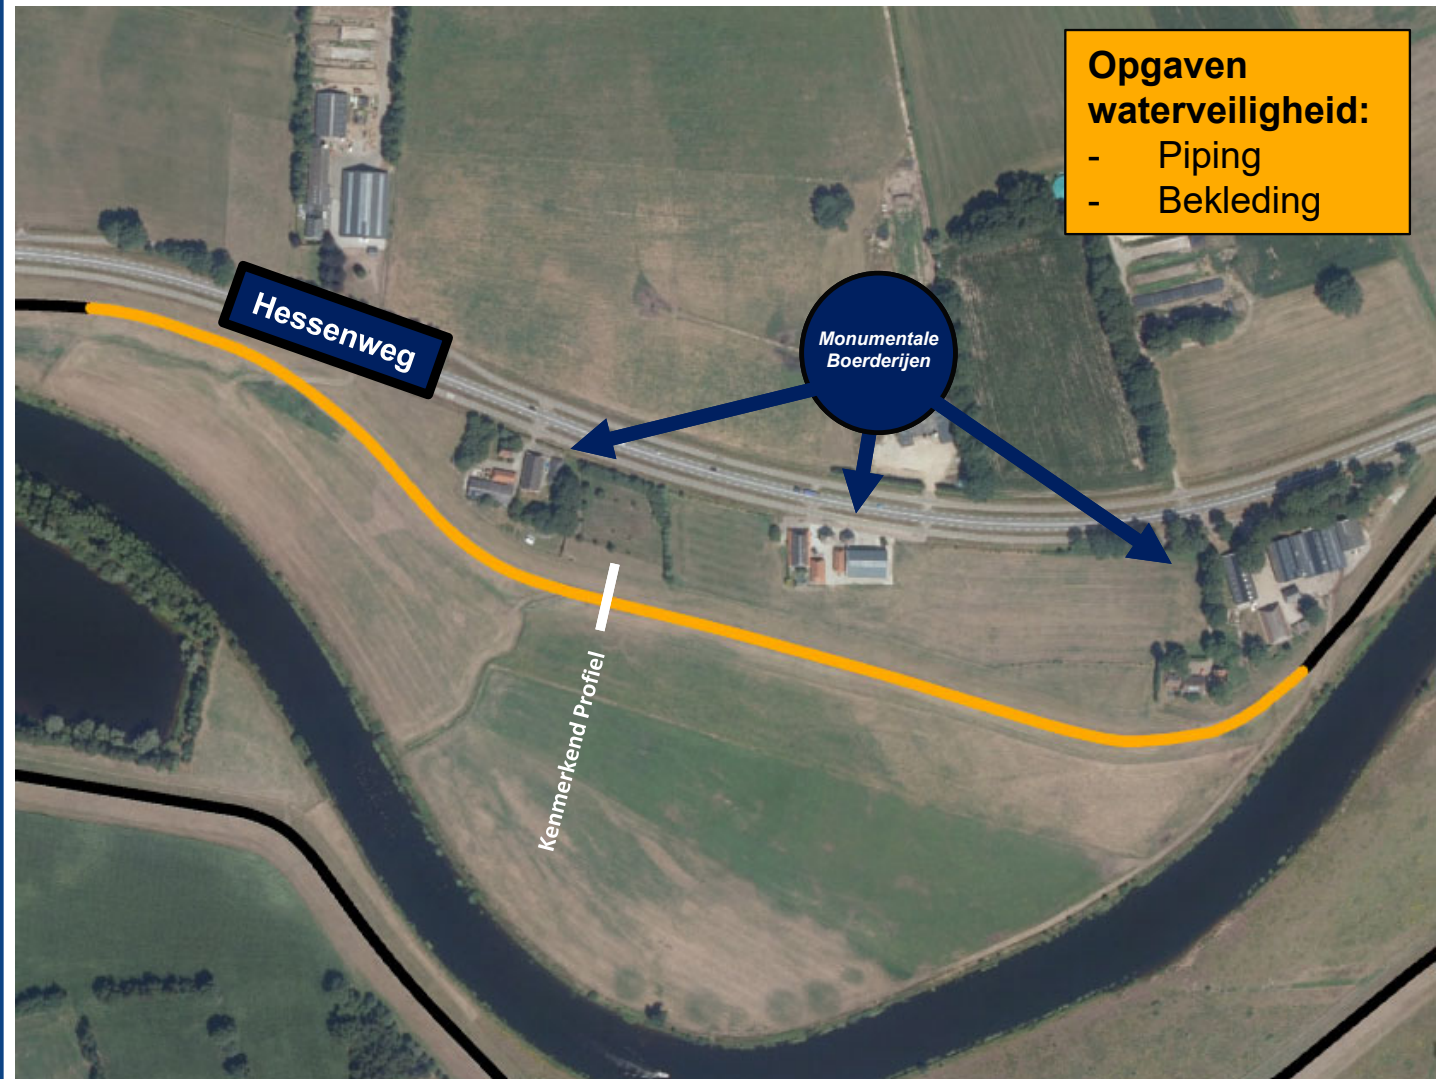 Opgaven
waterveiligheid:
- Piping
- Bekleding
Hessenweg
Monumentale
Boerderijen
Kenmerkend Profiel